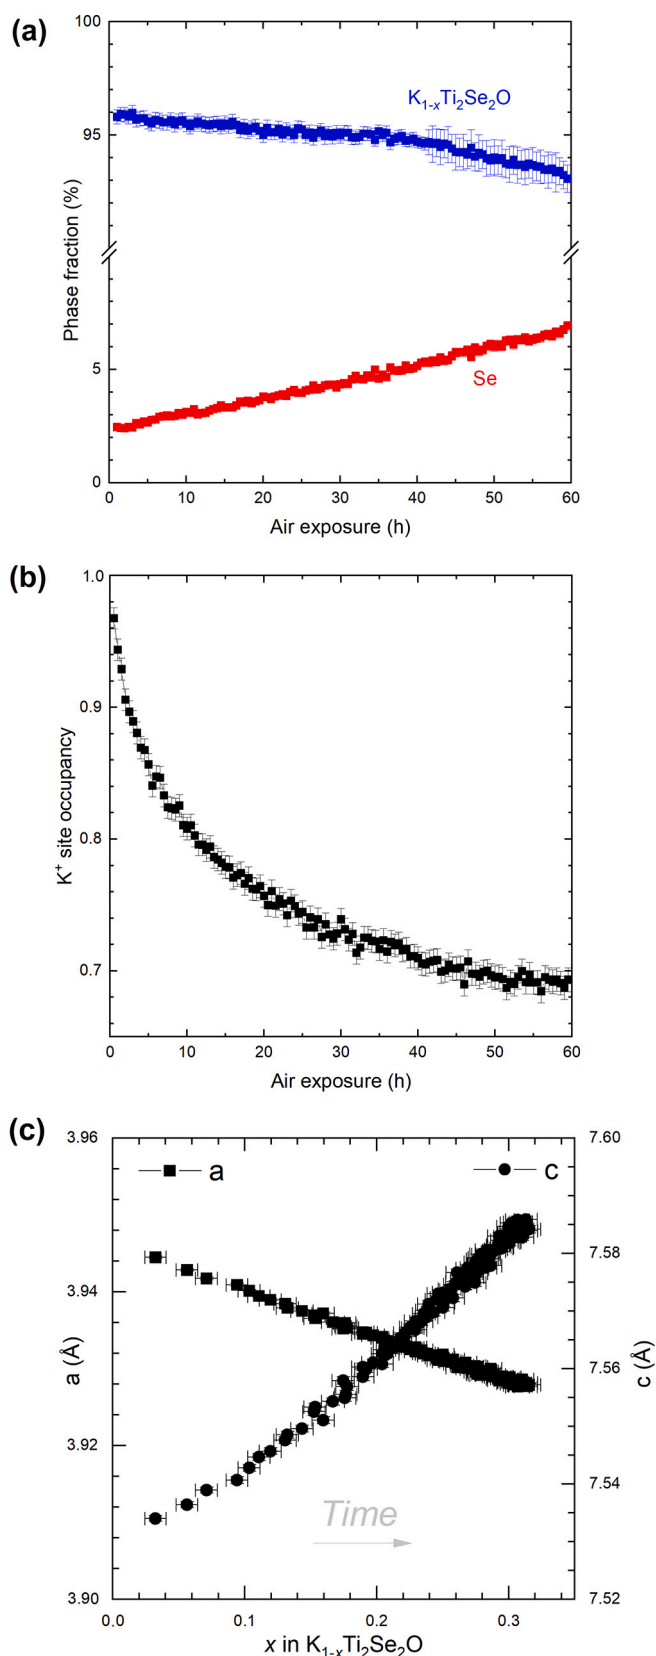 (a)
100
95
5
0
Phase fraction (%)
K1-xTi2Se2O
Se
0 10 20 30 40 50 60
Air exposure (h)
(b)
1.0
0.9
0.8
0.7
K+ site occupancy
0 10 20 30 40 50 60
Air exposure (h)
(c)
3.96
3.94
3.92
3.90
a (Å)
a
c
7.60
7.58
7.56
7.54
7.52
c (Å)
Time
0.0 0.1 0.2 0.3
x in K1-xTi2Se2O